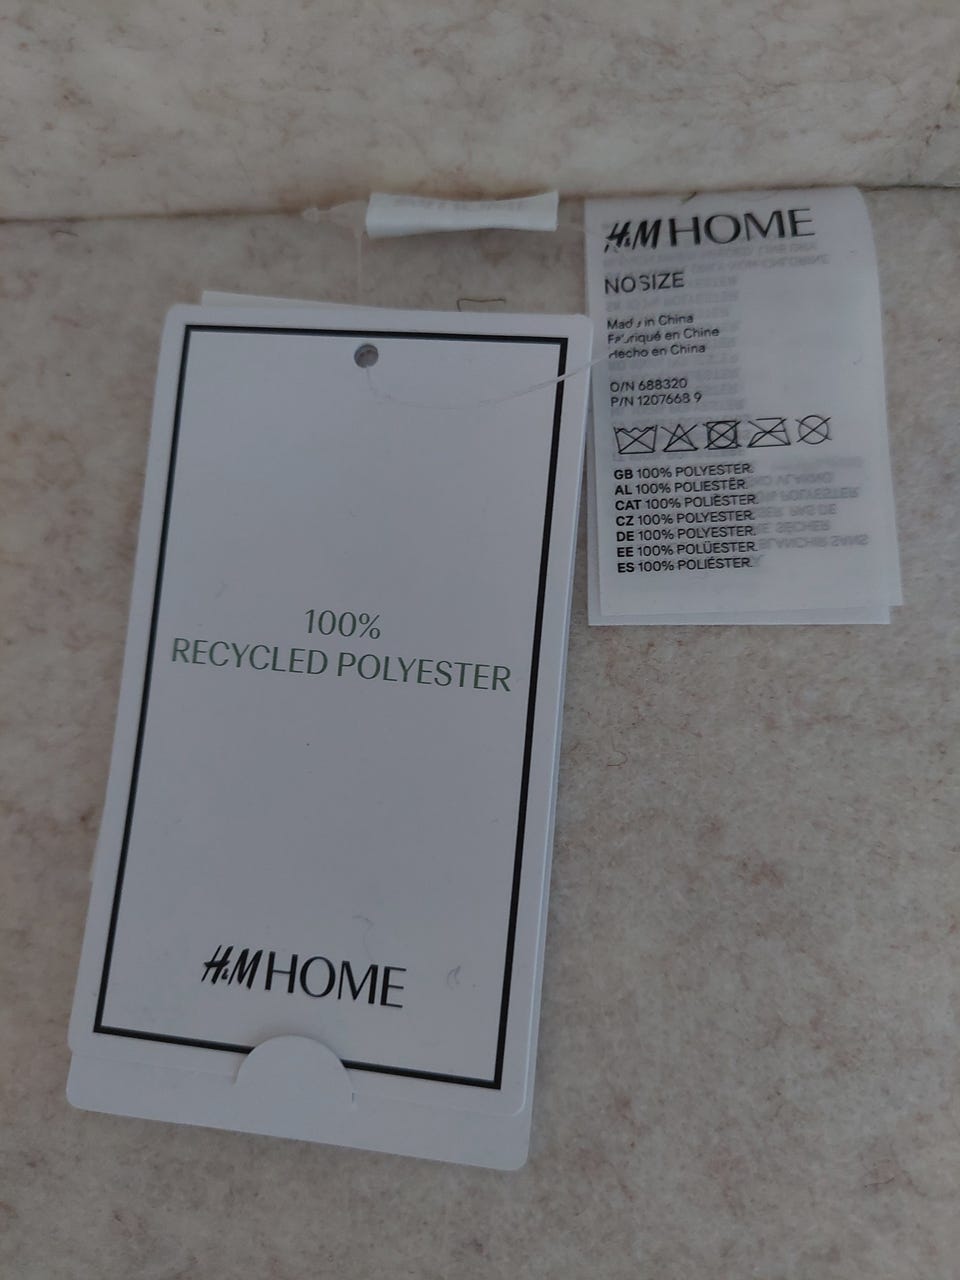 H&M HOME
NO SIZE
Made in China
Fabriqué en Chine
Hecho en China
O/N 688320
P/N 1207668 9
GB 100% POLYESTER.
AL 100% POLIESTËR.
CAT 100% POLIÈSTER.
CZ 100% POLYESTER.
DE 100% POLYESTER.
EE 100% POLÜESTER.
ES 100% POLIÉSTER.
100%
RECYCLED POLYESTER
H&M HOME